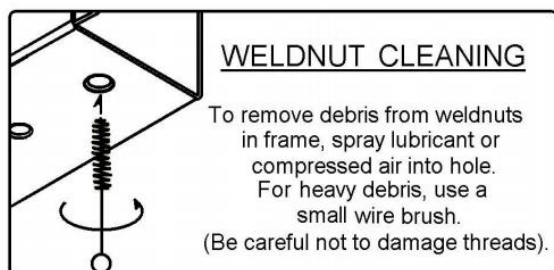 WELDNUT CLEANING
To remove debris from weldnuts
in frame, spray lubricant or
compressed air into hole.
For heavy debris, use a
small wire brush.
(Be careful not to damage threads).